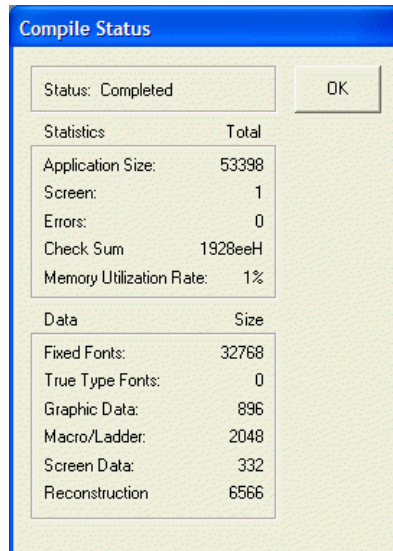 Compile Status
Status: Completed
OK
Statistics Total
Application Size: 53398
Screen: 1
Errors: 0
Check Sum 1928eeH
Memory Utilization Rate: 1%
Data Size
Fixed Fonts: 32768
True Type Fonts: 0
Graphic Data: 896
Macro/Ladder: 2048
Screen Data: 332
Reconstruction 6566